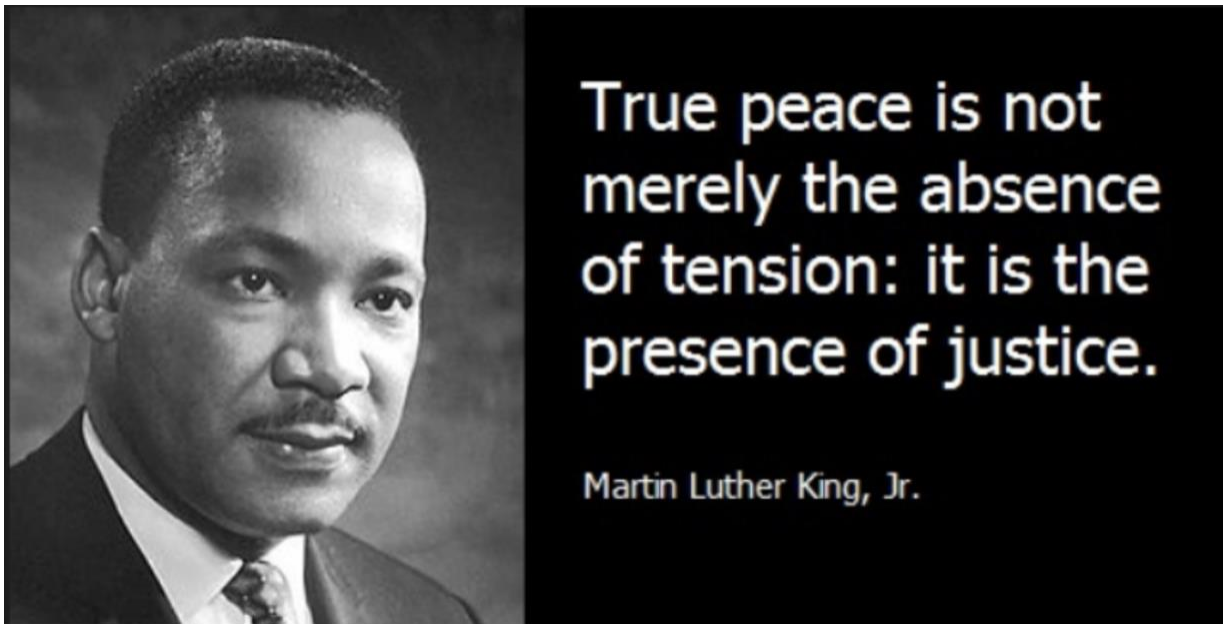 True peace is not
merely the absence
of tension: it is the
presence of justice.
Martin Luther King, Jr.